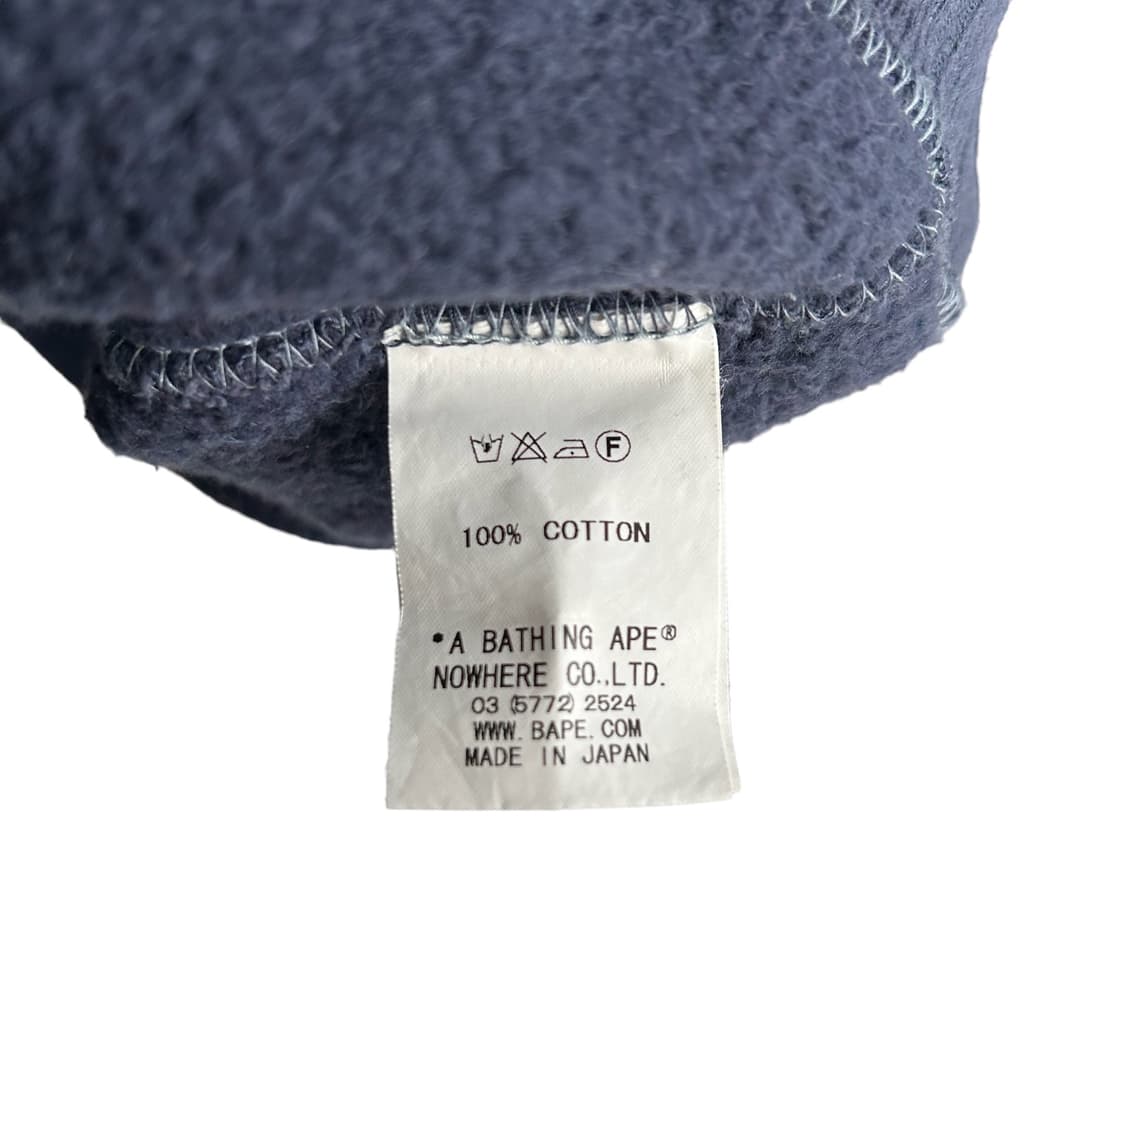 F
100% COTTON
*A BATHING APE®
NOWHERE CO.,LTD.
03 (5772) 2524
WWW. BAPE. COM
MADE IN JAPAN